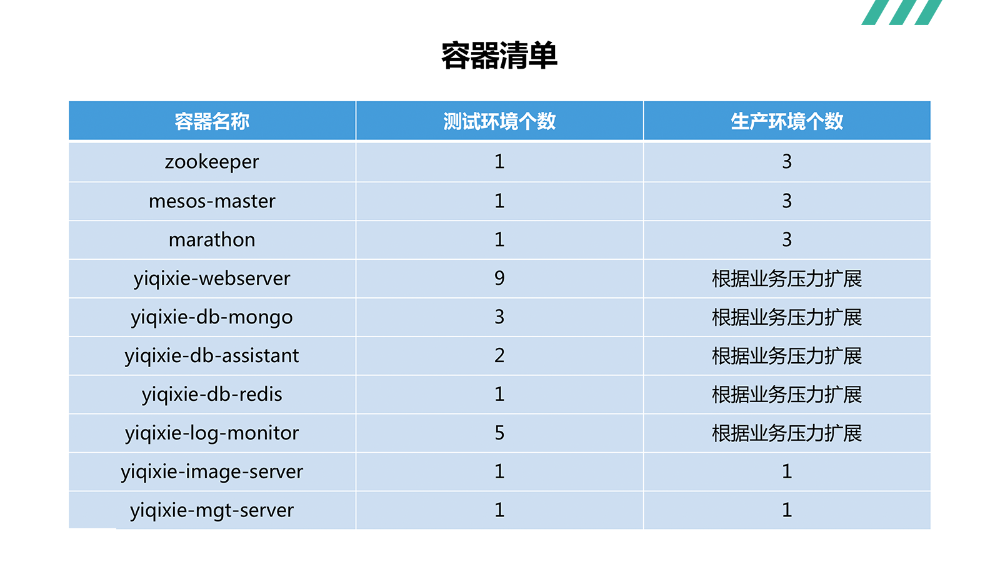 容器清单
容器名称 测试环境个数 生产环境个数
zookeeper 1 3
mesos-master 1 3
marathon 1 3
yiqixie-webserver 9 根据业务压力扩展
yiqixie-db-mongo 3 根据业务压力扩展
yiqixie-db-assistant 2 根据业务压力扩展
yiqixie-db-redis 1 根据业务压力扩展
yiqixie-log-monitor 5 根据业务压力扩展
yiqixie-image-server 1 1
yiqixie-mgt-server 1 1